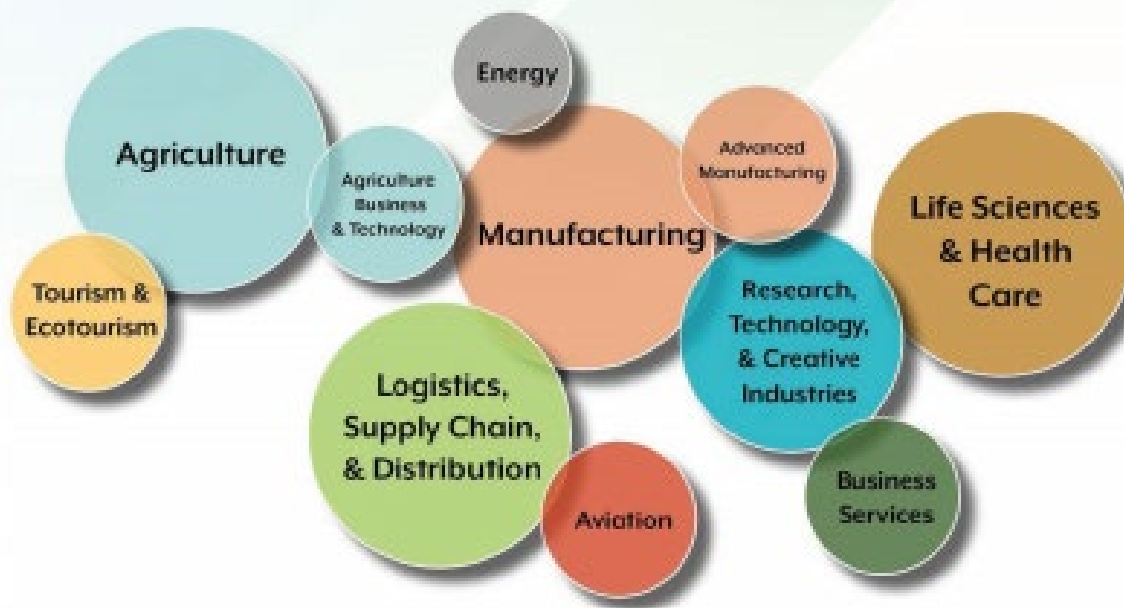 Energy
Agriculture
Agriculture
Business
& Technology
Manufacturing
Advanced
Manufacturing
Life Sciences
& Health
Care
Tourism &
Ecotourism
Research,
Technology,
& Creative
Industries
Logistics,
Supply Chain,
& Distribution
Aviation
Business
Services